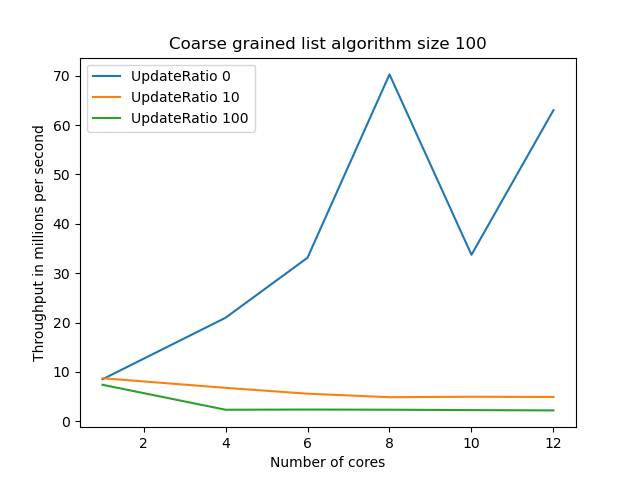 Coarse grained list algorithm size 100
UpdateRatio 0
UpdateRatio 10
UpdateRatio 100
Throughput in millions per second
70
60
50
40
30
20
10
0
2 4 6 8 10 12
Number of cores